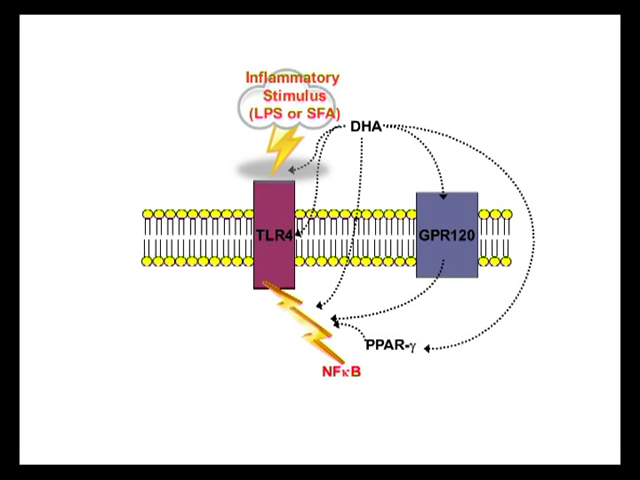 Inflammatory
Stimulus
(LPS or SFA)
DHA
TLR4
GPR120
PPAR-γ
NFκB